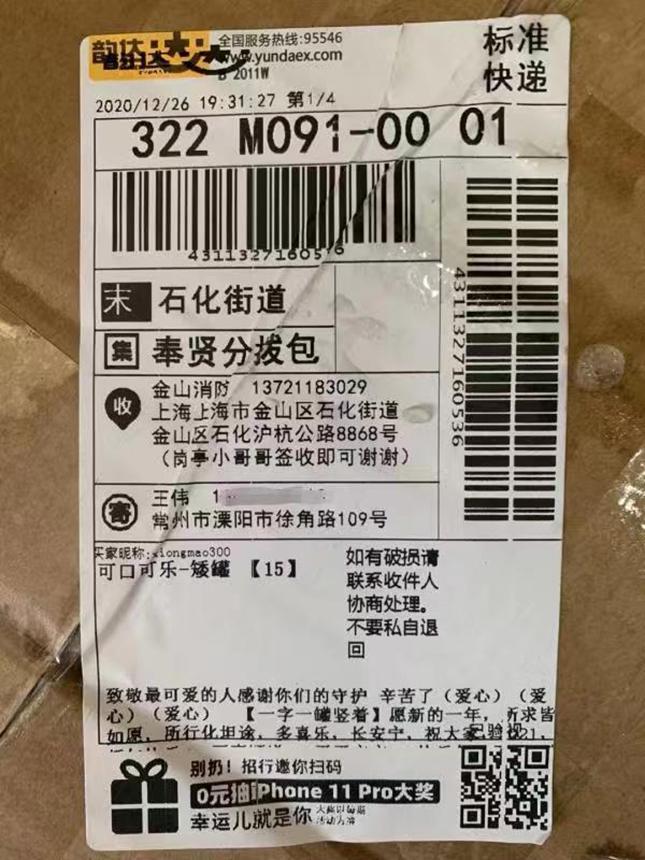 韵达
全国服务热线:95546
www.yundaex.com
B 2011W
标准
快递
2020/12/26 19:31:27 第1/4
322 M091-00 01
4311327160536
4311327160536
末 石化街道
集 奉贤分拨包
收
金山消防 13721183029
上海上海市金山区石化街道
金山区石化沪杭公路8868号
（岗亭小哥哥签收即可谢谢）
寄
王伟 1
常州市溧阳市徐角路109号
买家昵称:xiongmao300
可口可乐-矮罐 【15】
如有破损请
联系收件人
协商处理。
不要私自退
回
致敬最可爱的人感谢你们的守护 辛苦了（爱心）（爱
心）（爱心） 【一字一罐竖着】愿新的一年，所求皆
如愿，所行化坦途，多喜乐，长安宁，祝大家
已验视
别扔！招行邀你扫码
0元抽iPhone 11 Pro大奖
幸运儿就是你